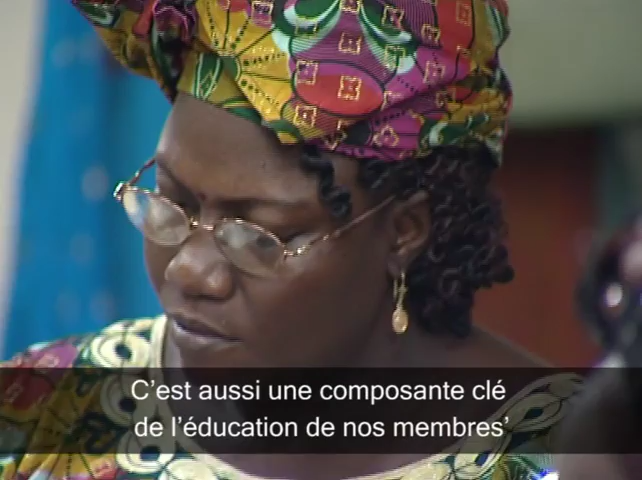 C’est aussi une composante clé
de l’éducation de nos membres’